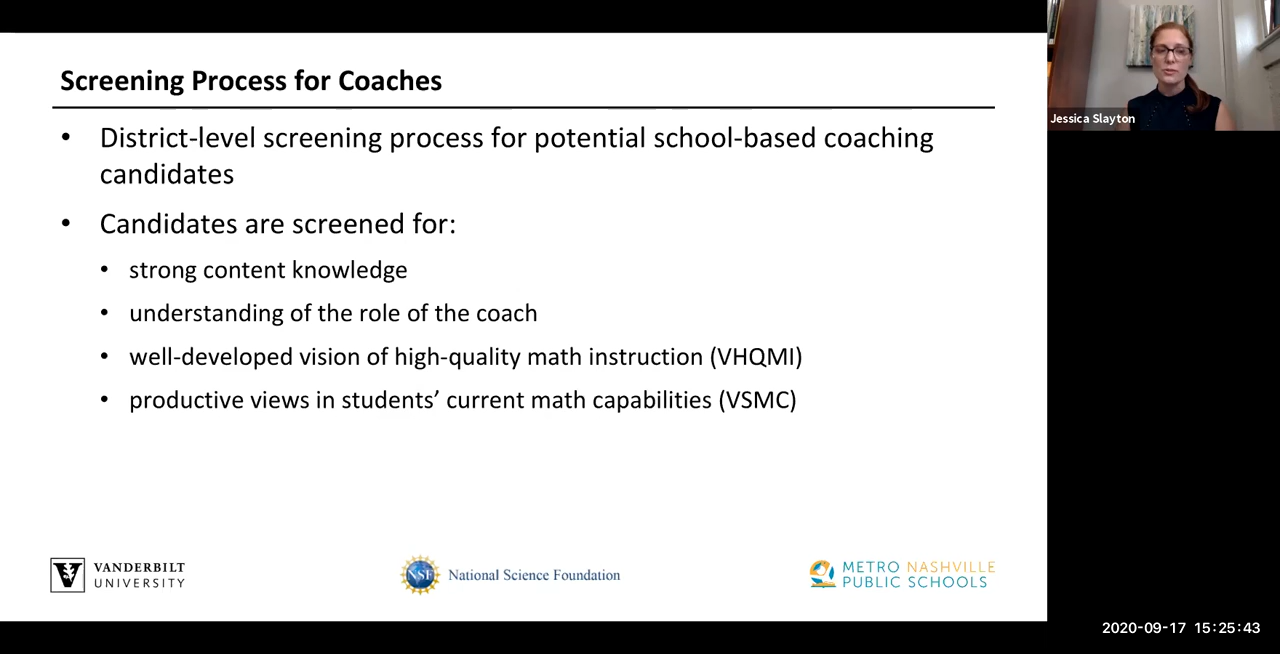 Screening Process for Coaches
• District-level screening process for potential school-based coaching
candidates
• Candidates are screened for:
• strong content knowledge
• understanding of the role of the coach
• well-developed vision of high-quality math instruction (VHQMI)
• productive views in students’ current math capabilities (VSMC)
V VANDERBILT
UNIVERSITY
NSF National Science Foundation
METRO NASHVILLE
PUBLIC SCHOOLS
Jessica Slayton
2020-09-17 15:25:43